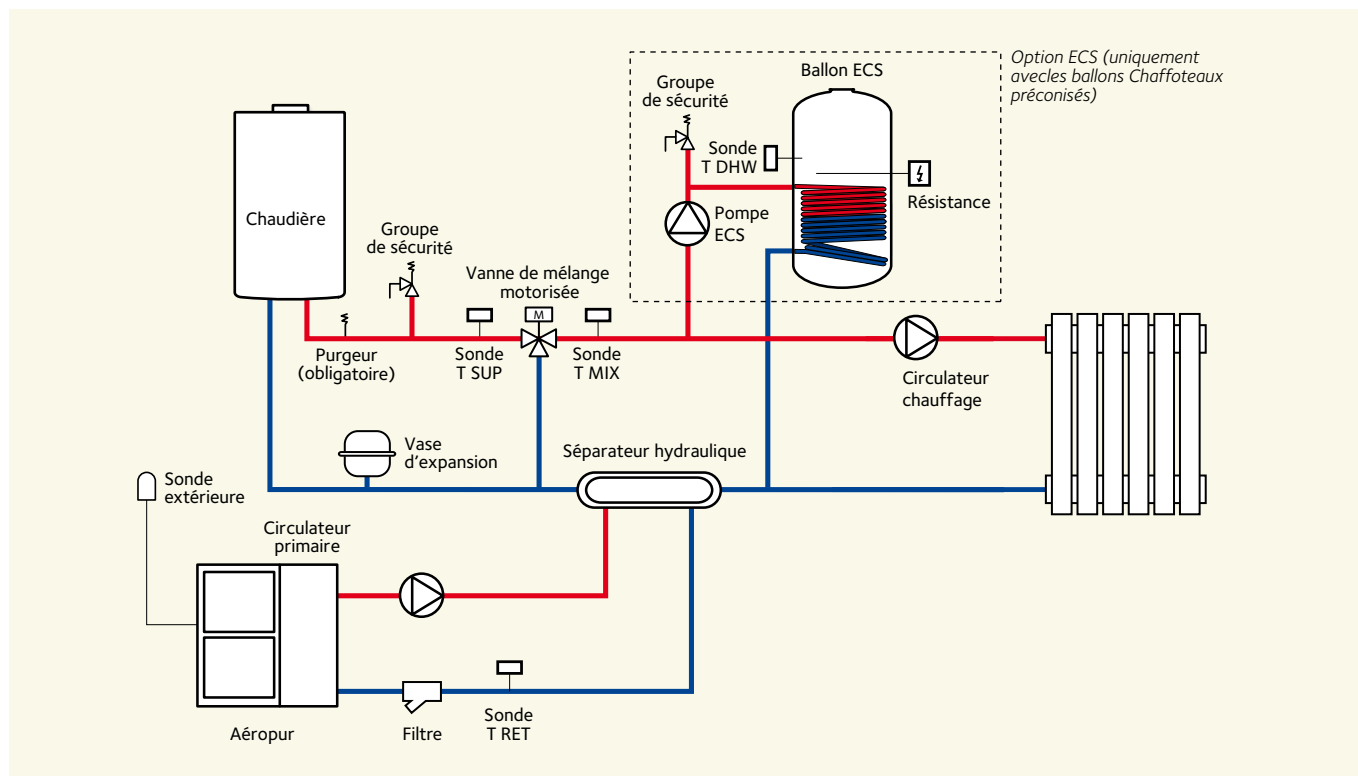 Option ECS (uniquement
avecles ballons Chaffoteaux
préconisés)
Ballon ECS
Groupe
de sécurité
Sonde
T DHW
Résistance
Pompe
ECS
Chaudière
Groupe
de sécurité
Vanne de mélange
motorisée
M
Purgeur
(obligatoire)
Sonde
T SUP
Sonde
T MIX
Circulateur
chauffage
Vase
d'expansion
Séparateur hydraulique
Sonde
extérieure
Circulateur
primaire
Aéropur
Filtre
Sonde
T RET